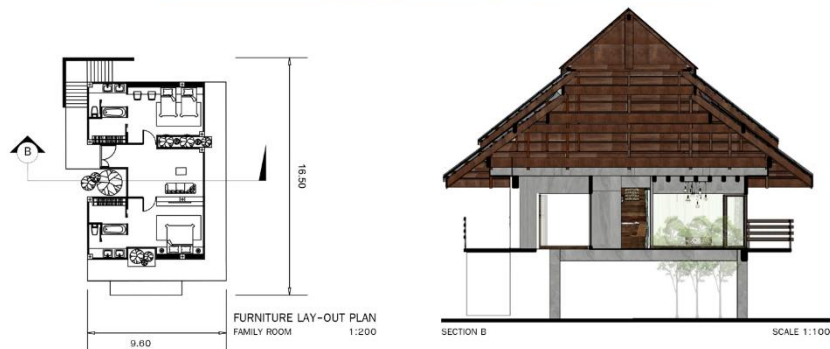 B
16.50
9.60
FURNITURE LAY-OUT PLAN
FAMILY ROOM 1:200
SECTION B SCALE 1:100